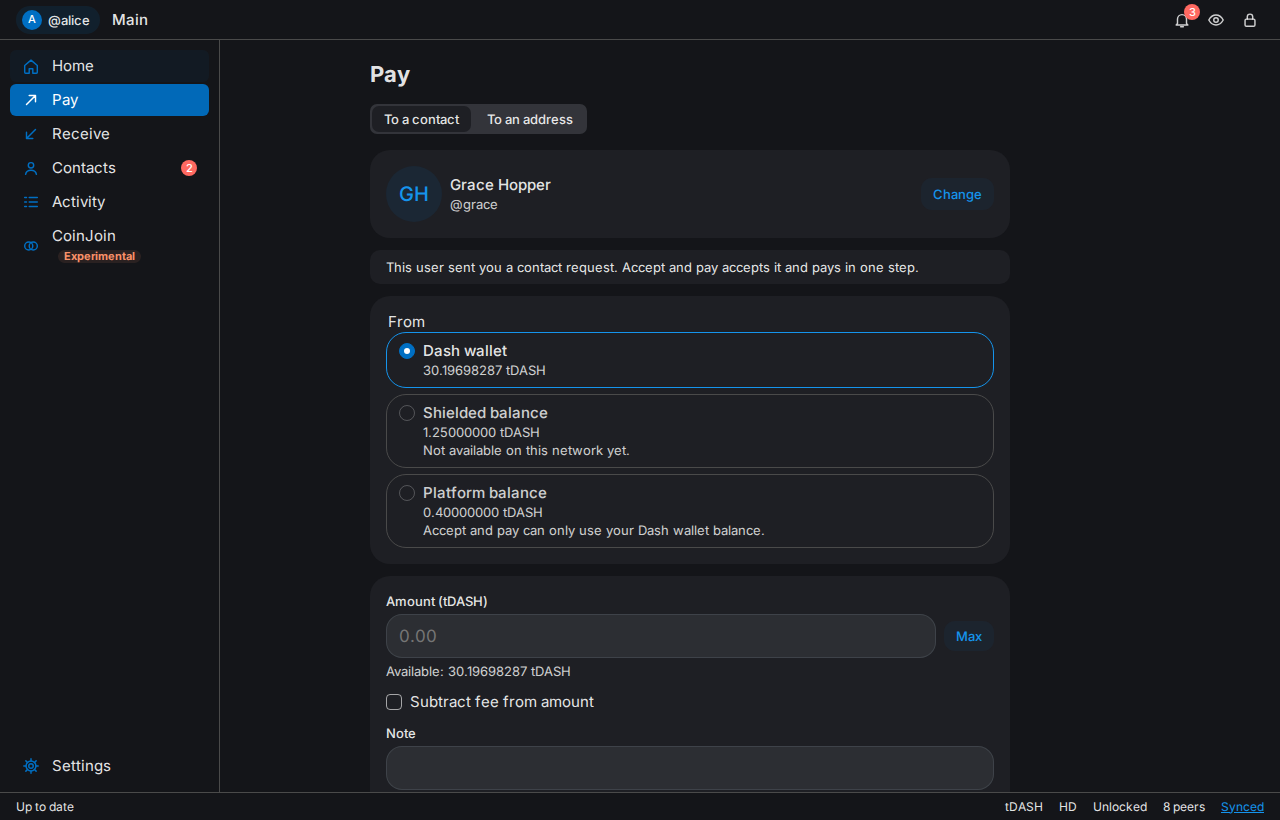 A @alice Main 3
Home
Pay
Receive
Contacts 2
Activity
CoinJoin
Experimental
Settings
Pay
To a contact To an address
GH
Grace Hopper
@grace
Change
This user sent you a contact request. Accept and pay accepts it and pays in one step.
From
Dash wallet
30.19698287 tDASH
Shielded balance
1.25000000 tDASH
Not available on this network yet.
Platform balance
0.40000000 tDASH
Accept and pay can only use your Dash wallet balance.
Amount (tDASH)
0.00 Max
Available: 30.19698287 tDASH
Subtract fee from amount
Note
Up to date tDASH HD Unlocked 8 peers Synced